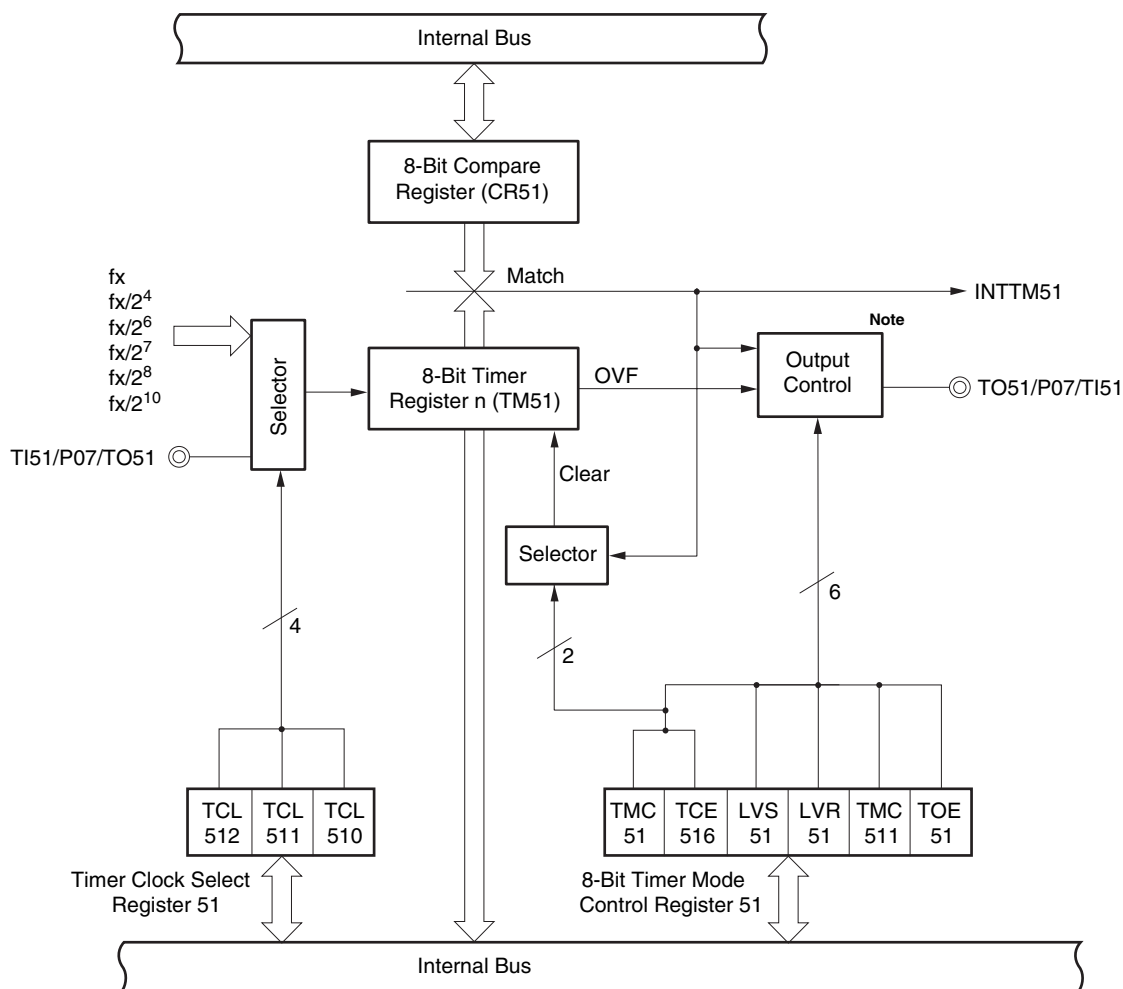 Internal Bus
8-Bit Compare
Register (CR51)
Match
INTTM51
fx
fx/2⁴
fx/2⁶
fx/2⁷
fx/2⁸
fx/2¹⁰
Selector
8-Bit Timer
Register n (TM51)
OVF
Note
Output
Control
TO51/P07/TI51
TI51/P07/TO51
Clear
Selector
4
2
6
TCL
512
TCL
511
TCL
510
TMC
51
TCE
516
LVS
51
LVR
51
TMC
511
TOE
51
Timer Clock Select
Register 51
8-Bit Timer Mode
Control Register 51
Internal Bus